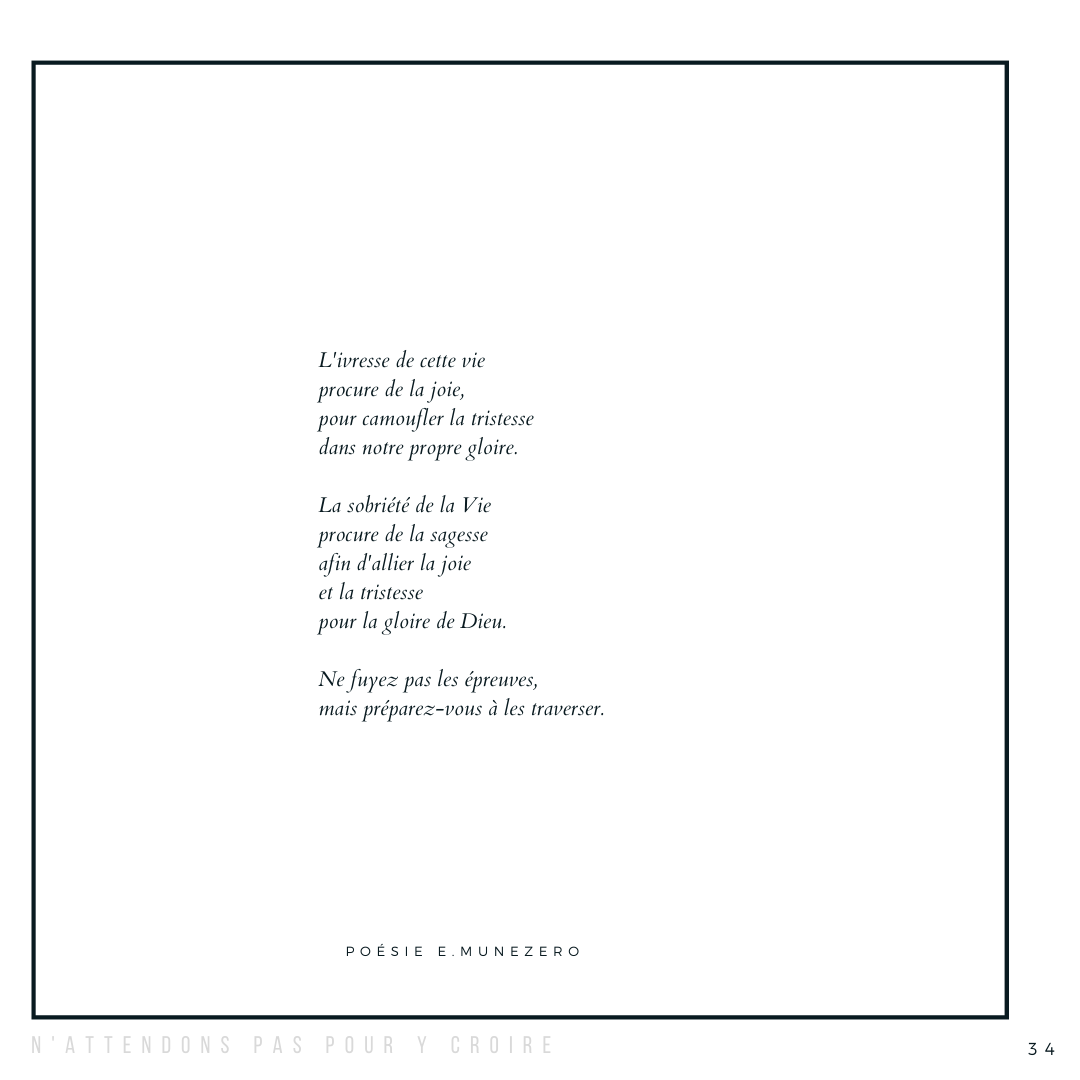 L'ivresse de cette vie
procure de la joie,
pour camoufler la tristesse
dans notre propre gloire.
La sobriété de la Vie
procure de la sagesse
afin d'allier la joie
et la tristesse
pour la gloire de Dieu.
Ne fuyez pas les épreuves,
mais préparez-vous à les traverser.
POÉSIE E.MUNEZERO
N'ATTENDONS PAS POUR Y CROIRE
34